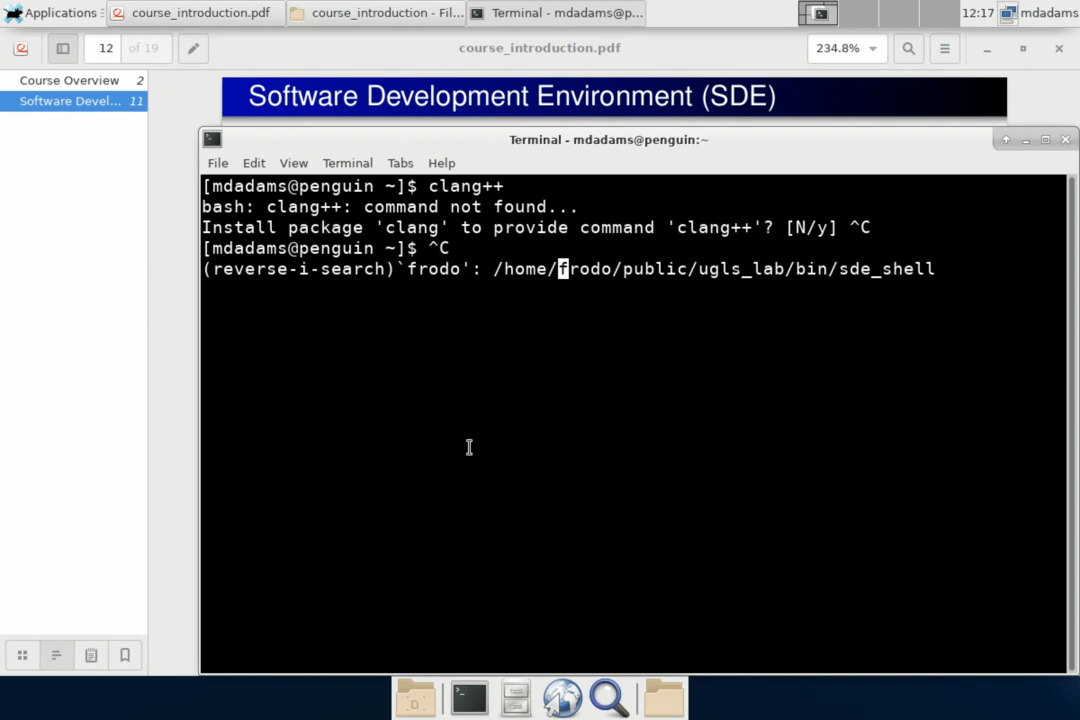 Applications
course_introduction.pdf
course_introduction - Fil...
Terminal - mdadams@p...
12:17
mdadams
12
of 19
course_introduction.pdf
234.8%
Course Overview 2
Software Devel... 11
Software Development Environment (SDE)
Terminal - mdadams@penguin:~
File Edit View Terminal Tabs Help
[mdadams@penguin ~]$ clang++
bash: clang++: command not found...
Install package 'clang' to provide command 'clang++'? [N/y] ^C
[mdadams@penguin ~]$ ^C
(reverse-i-search)`frodo': /home/frodo/public/ugls_lab/bin/sde_shell